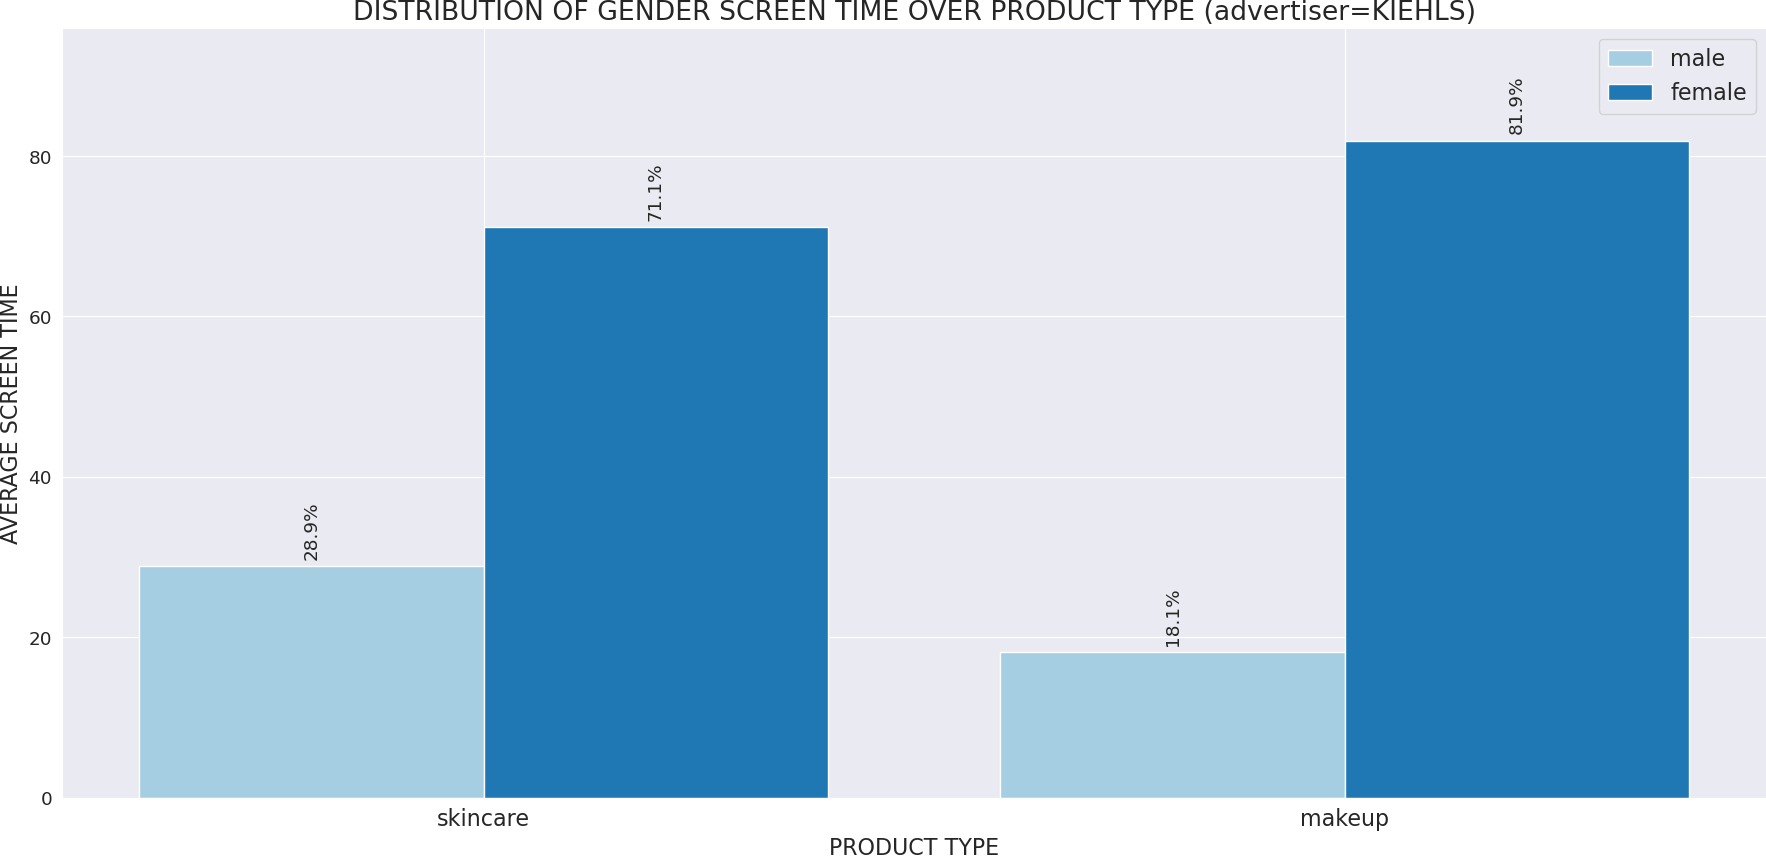 DISTRIBUTION OF GENDER SCREEN TIME OVER PRODUCT TYPE (advertiser=KIEHLS)
male
female
AVERAGE SCREEN TIME
80
60
40
20
0
28.9%
71.1%
18.1%
81.9%
skincare
makeup
PRODUCT TYPE